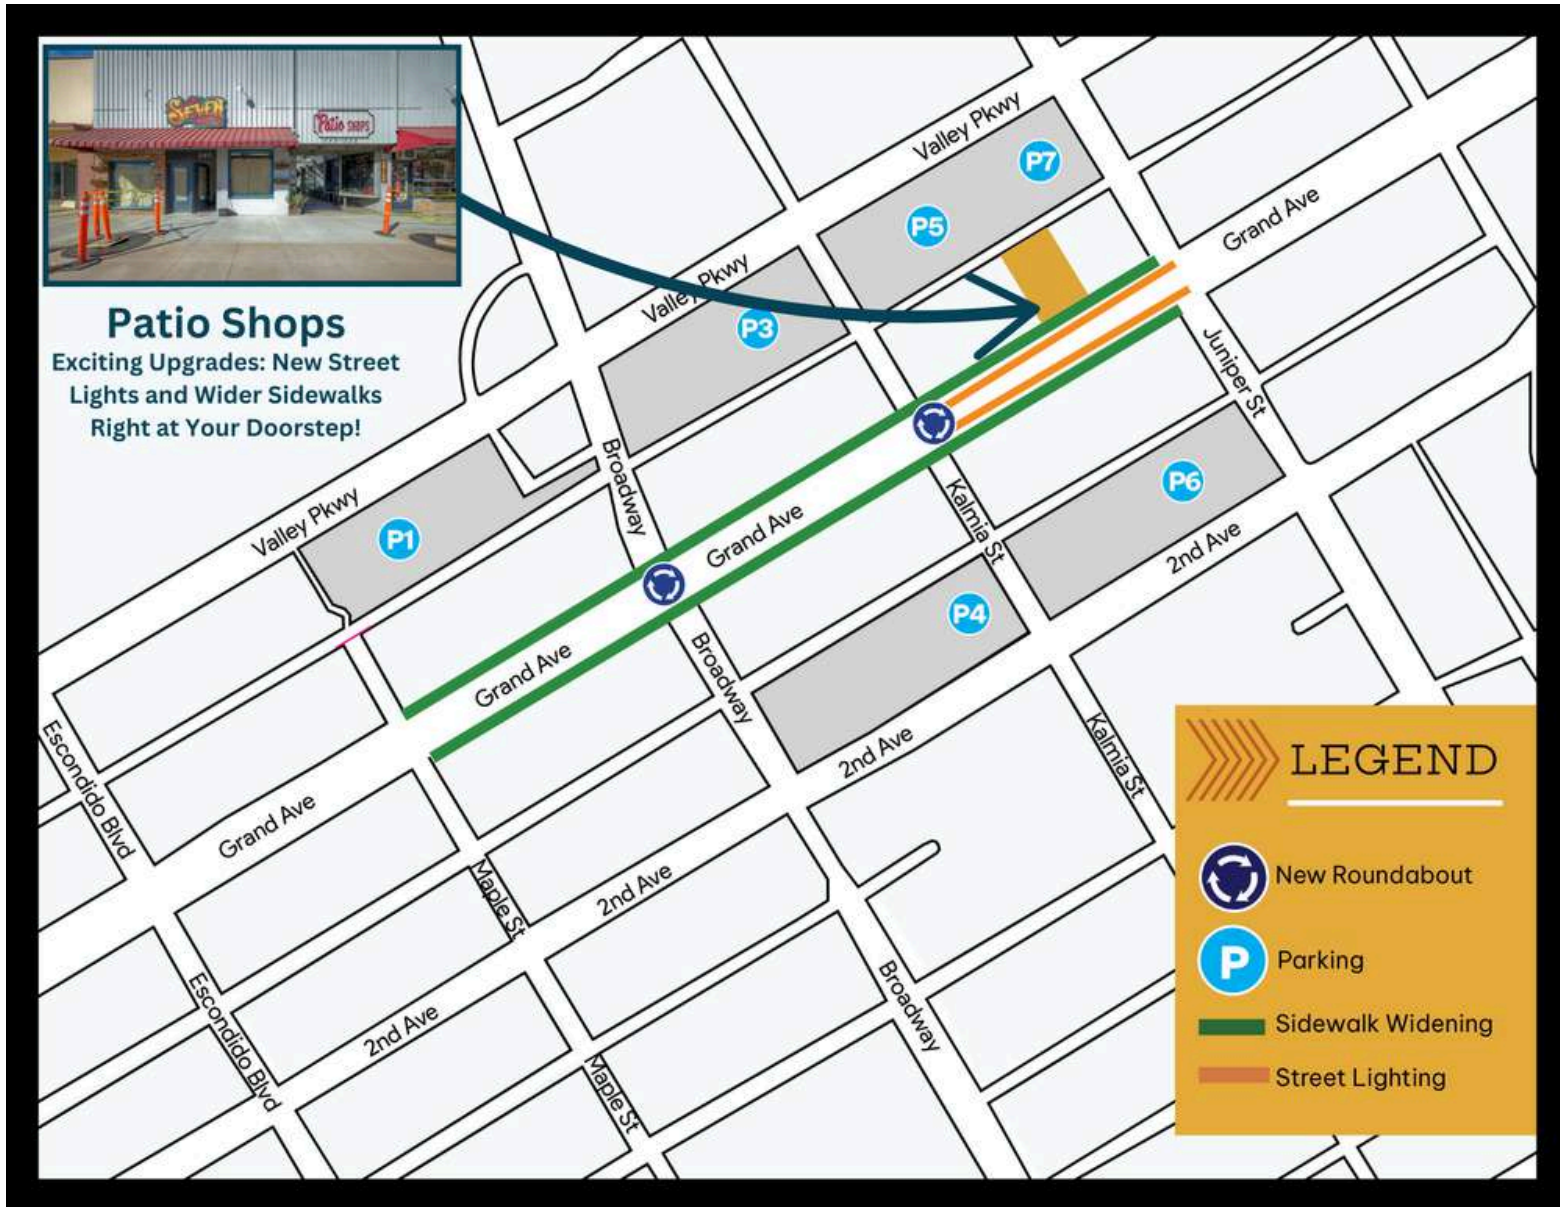 SEVEN
Patio SHOPS
Patio Shops
Exciting Upgrades: New Street
Lights and Wider Sidewalks
Right at Your Doorstep!
Valley Pkwy
P7
P5
Grand Ave
Valley Pkwy
P3
Juniper St
Broadway
P6
Valley Pkwy
P1
Grand Ave
Kalmia St
2nd Ave
P4
Grand Ave
Broadway
Escondido Blvd
2nd Ave
Kalmia St
Grand Ave
Maple St
2nd Ave
Broadway
Escondido Blvd
2nd Ave
Maple St
LEGEND
New Roundabout
P
Parking
Sidewalk Widening
Street Lighting